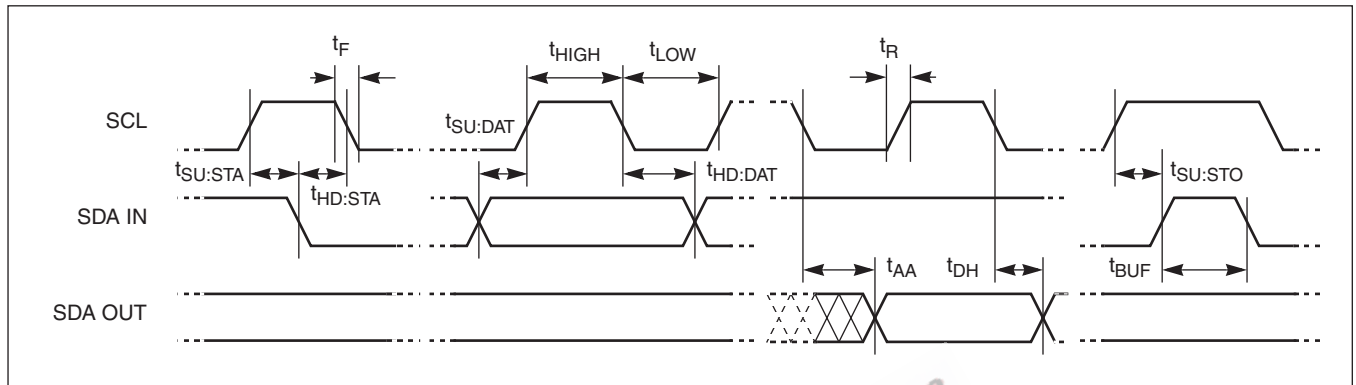 tF
tHIGH
tLOW
tR
SCL
tSU:DAT
tSU:STA
tHD:STA
tHD:DAT
tSU:STO
SDA IN
tAA
tDH
tBUF
SDA OUT